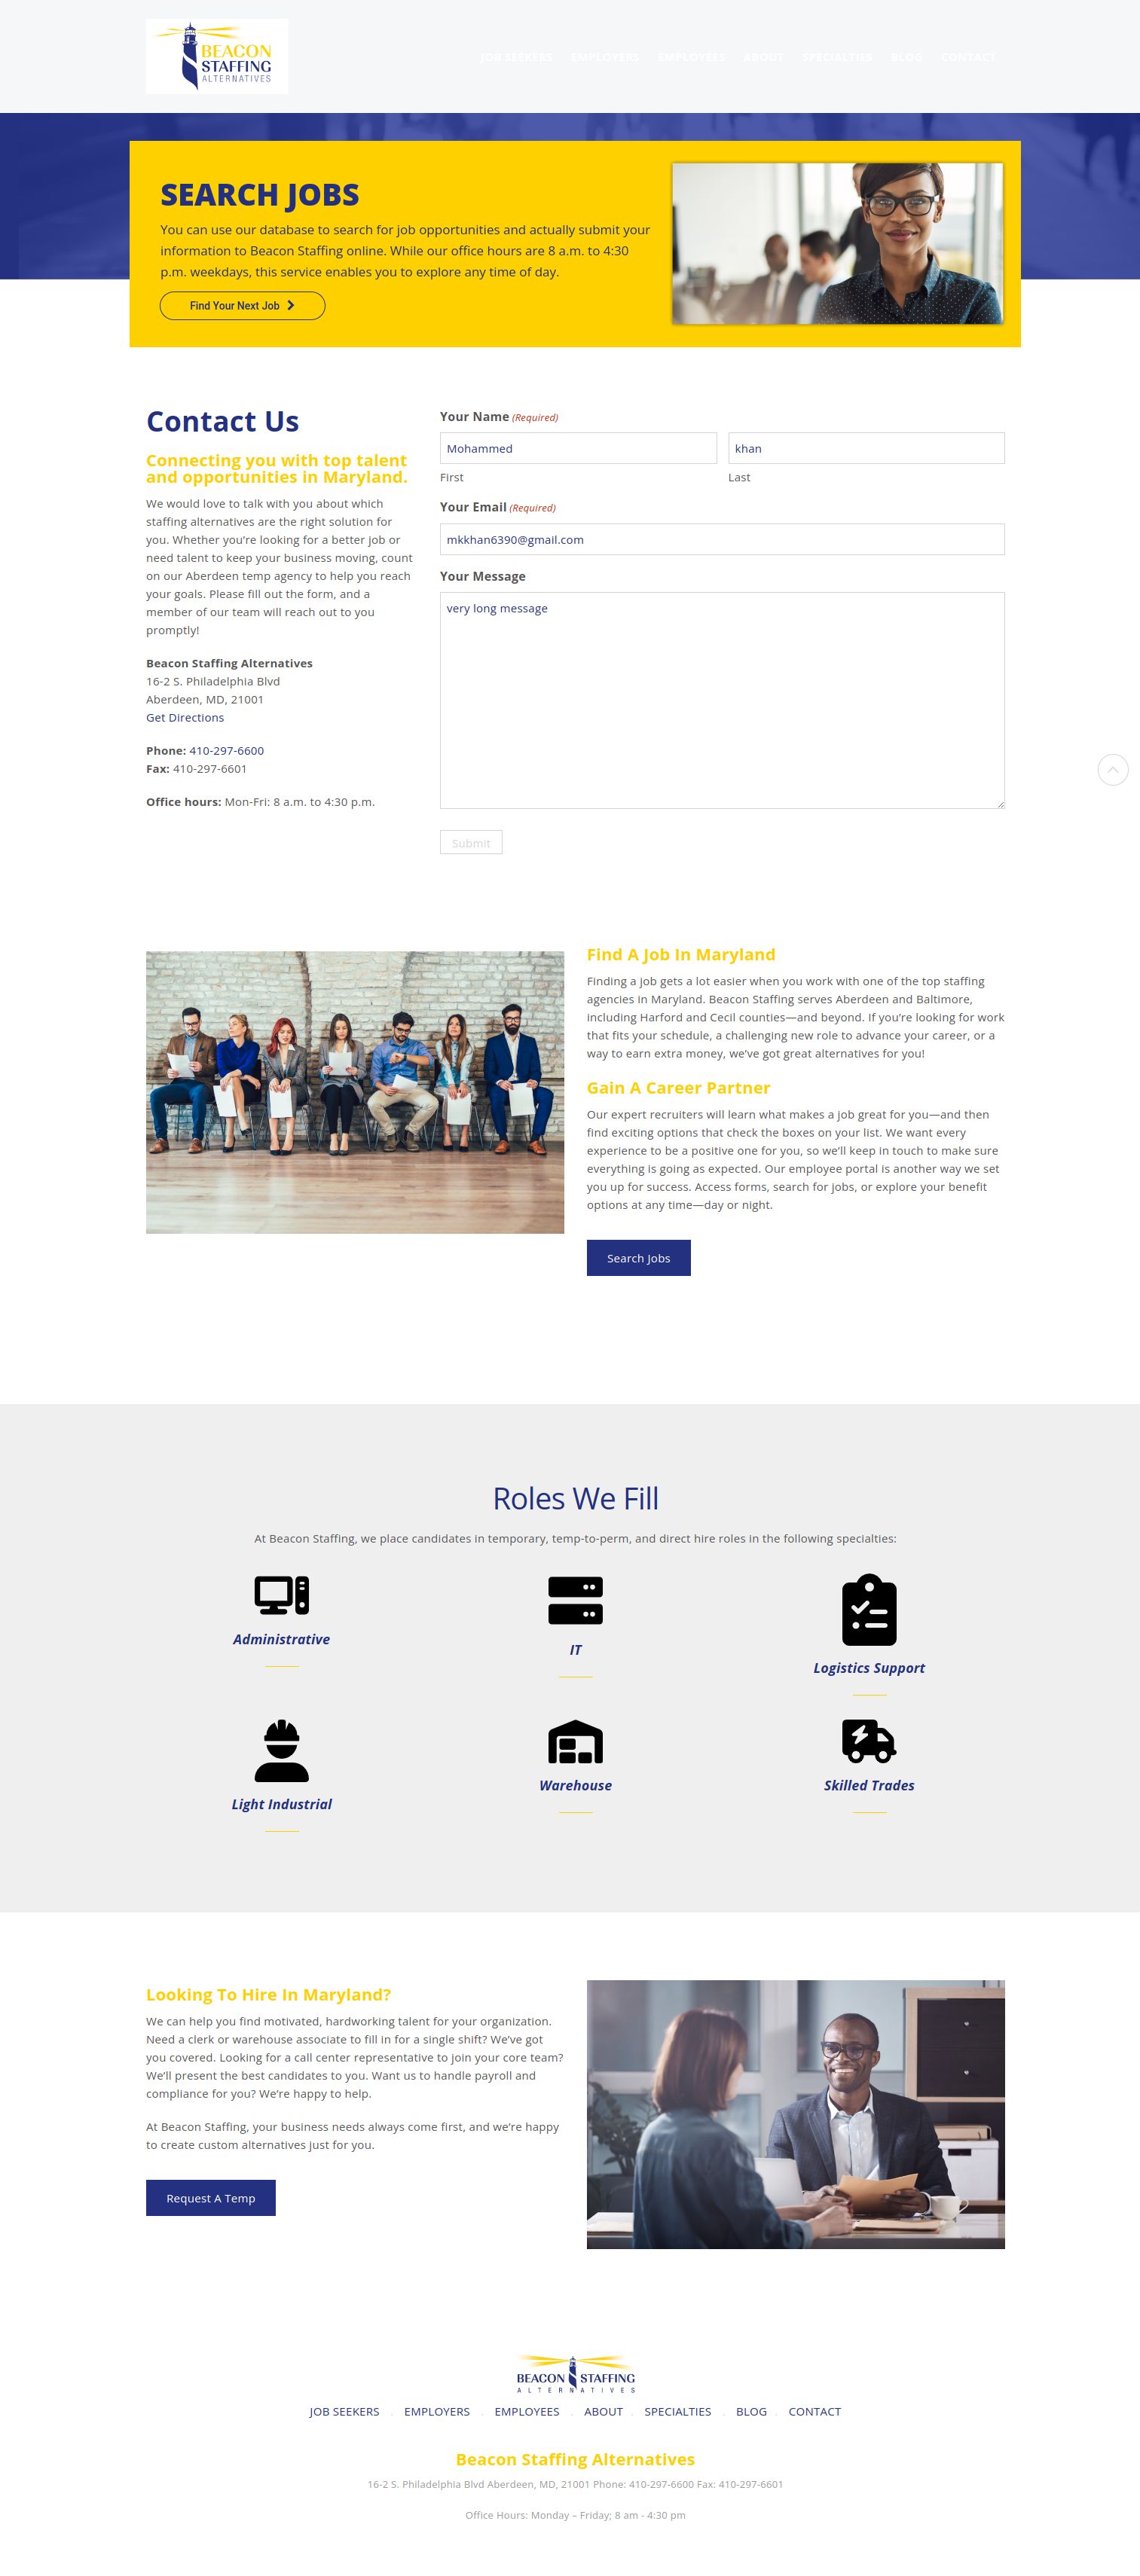 BEACON
STAFFING
ALTERNATIVES
JOB SEEKERS EMPLOYERS EMPLOYEES ABOUT SPECIALTIES BLOG CONTACT
SEARCH JOBS
You can use our database to search for job opportunities and actually submit your
information to Beacon Staffing online. While our office hours are 8 a.m. to 4:30
p.m. weekdays, this service enables you to explore any time of day.
Find Your Next Job
Contact Us
Connecting you with top talent
and opportunities in Maryland.
We would love to talk with you about which
staffing alternatives are the right solution for
you. Whether you’re looking for a better job or
need talent to keep your business moving, count
on our Aberdeen temp agency to help you reach
your goals. Please fill out the form, and a
member of our team will reach out to you
promptly!
Beacon Staffing Alternatives
16-2 S. Philadelphia Blvd
Aberdeen, MD, 21001
Get Directions
Phone: 410-297-6600
Fax: 410-297-6601
Office hours: Mon-Fri: 8 a.m. to 4:30 p.m.
Your Name (Required)
Mohammed khan
First Last
Your Email (Required)
mkkhan6390@gmail.com
Your Message
very long message
Submit
Find A Job In Maryland
Finding a job gets a lot easier when you work with one of the top staffing
agencies in Maryland. Beacon Staffing serves Aberdeen and Baltimore,
including Harford and Cecil counties—and beyond. If you’re looking for work
that fits your schedule, a challenging new role to advance your career, or a
way to earn extra money, we’ve got great alternatives for you!
Gain A Career Partner
Our expert recruiters will learn what makes a job great for you—and then
find exciting options that check the boxes on your list. We want every
experience to be a positive one for you, so we’ll keep in touch to make sure
everything is going as expected. Our employee portal is another way we set
you up for success. Access forms, search for jobs, or explore your benefit
options at any time—day or night.
Search Jobs
Roles We Fill
At Beacon Staffing, we place candidates in temporary, temp-to-perm, and direct hire roles in the following specialties:
Administrative
IT
Logistics Support
Light Industrial
Warehouse
Skilled Trades
Looking To Hire In Maryland?
We can help you find motivated, hardworking talent for your organization.
Need a clerk or warehouse associate to fill in for a single shift? We’ve got
you covered. Looking for a call center representative to join your core team?
We’ll present the best candidates to you. Want us to handle payroll and
compliance for you? We’re happy to help.
At Beacon Staffing, your business needs always come first, and we’re happy
to create custom alternatives just for you.
Request A Temp
BEACON STAFFING
ALTERNATIVES
JOB SEEKERS . EMPLOYERS . EMPLOYEES . ABOUT . SPECIALTIES . BLOG . CONTACT
Beacon Staffing Alternatives
16-2 S. Philadelphia Blvd Aberdeen, MD, 21001 Phone: 410-297-6600 Fax: 410-297-6601
Office Hours: Monday – Friday; 8 am - 4:30 pm